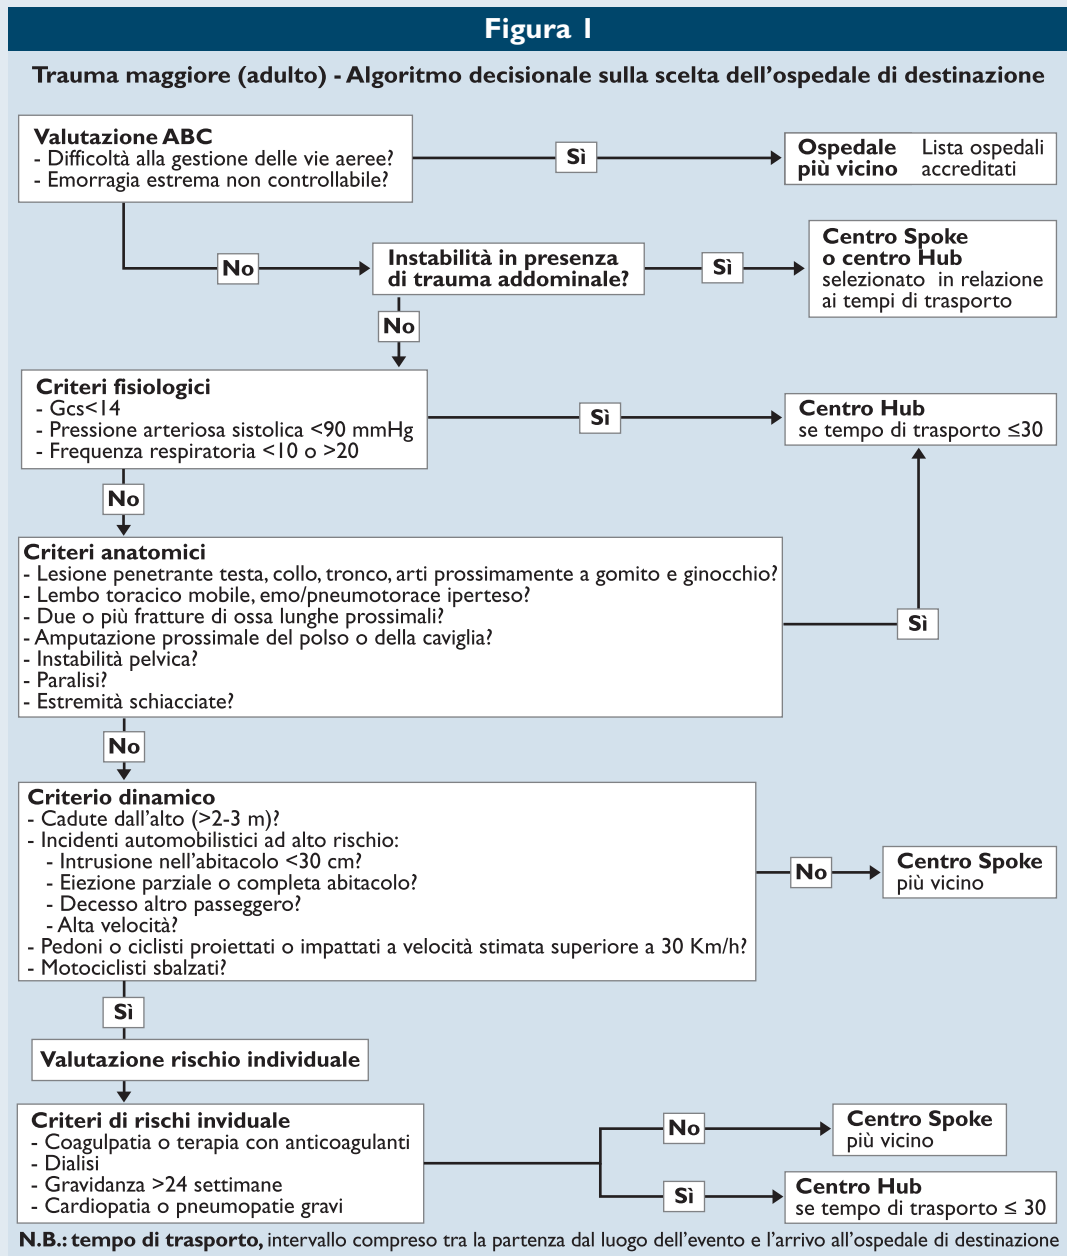 Figura 1
Trauma maggiore (adulto) - Algoritmo decisionale sulla scelta dell'ospedale di destinazione
Valutazione ABC
- Difficoltà alla gestione delle vie aeree?
- Emorragia estrema non controllabile?
Sì
Ospedale più vicino
Lista ospedali accreditati
No
Instabilità in presenza
di trauma addominale?
Sì
Centro Spoke
o centro Hub
selezionato in relazione
ai tempi di trasporto
No
Criteri fisiologici
- Gcs<14
- Pressione arteriosa sistolica <90 mmHg
- Frequenza respiratoria <10 o >20
Sì
Centro Hub
se tempo di trasporto ≤30
No
Criteri anatomici
- Lesione penetrante testa, collo, tronco, arti prossimamente a gomito e ginocchio?
- Lembo toracico mobile, emo/pneumotorace iperteso?
- Due o più fratture di ossa lunghe prossimali?
- Amputazione prossimale del polso o della caviglia?
- Instabilità pelvica?
- Paralisi?
- Estremità schiacciate?
Sì
No
Criterio dinamico
- Cadute dall'alto (>2-3 m)?
- Incidenti automobilistici ad alto rischio:
- Intrusione nell'abitacolo <30 cm?
- Eiezione parziale o completa abitacolo?
- Decesso altro passeggero?
- Alta velocità?
- Pedoni o ciclisti proiettati o impattati a velocità stimata superiore a 30 Km/h?
- Motociclisti sbalzati?
No
Centro Spoke
più vicino
Sì
Valutazione rischio individuale
Criteri di rischi inviduale
- Coagulpatia o terapia con anticoagulanti
- Dialisi
- Gravidanza >24 settimane
- Cardiopatia o pneumopatie gravi
No
Centro Spoke
più vicino
Sì
Centro Hub
se tempo di trasporto ≤ 30
N.B.: tempo di trasporto, intervallo compreso tra la partenza dal luogo dell'evento e l'arrivo all'ospedale di destinazione